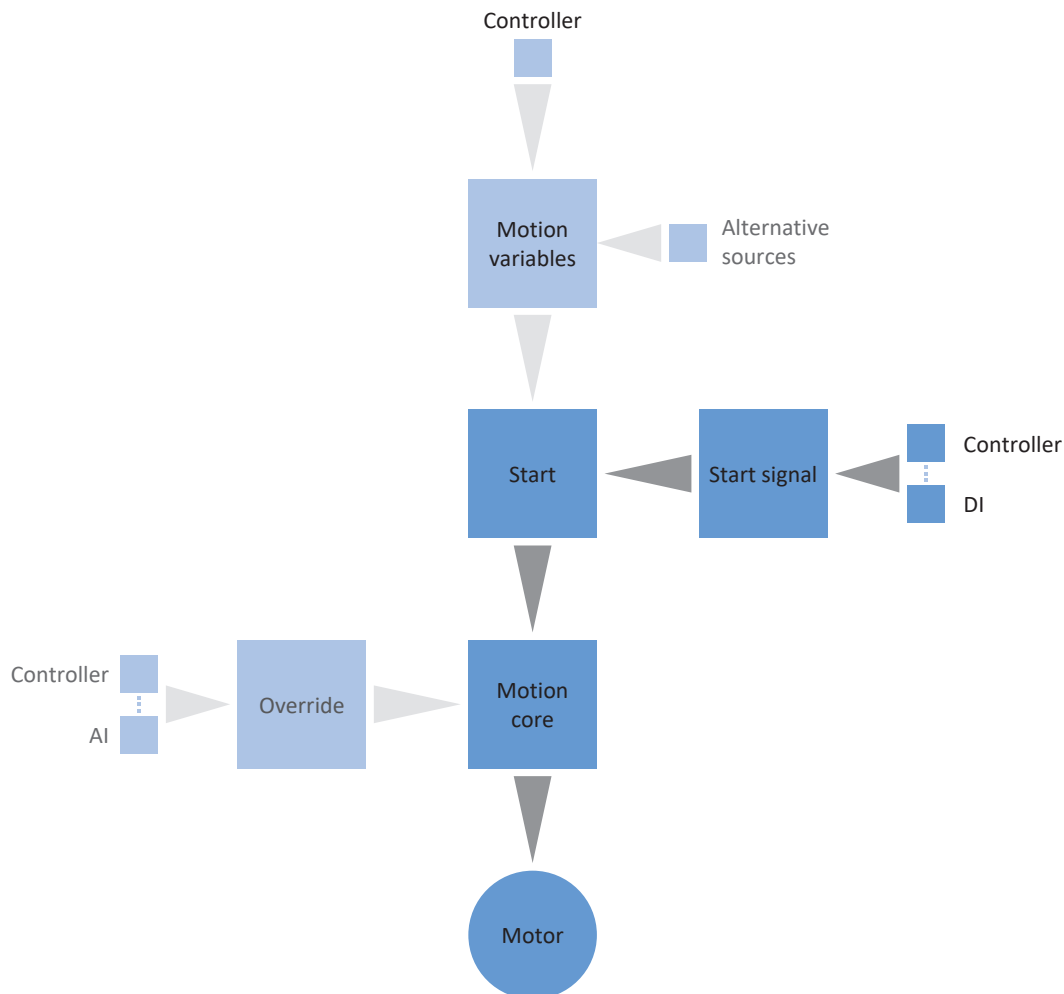 Controller
Motion
variables
Alternative
sources
Start
Start signal
Controller
DI
Controller
AI
Override
Motion
core
Motor